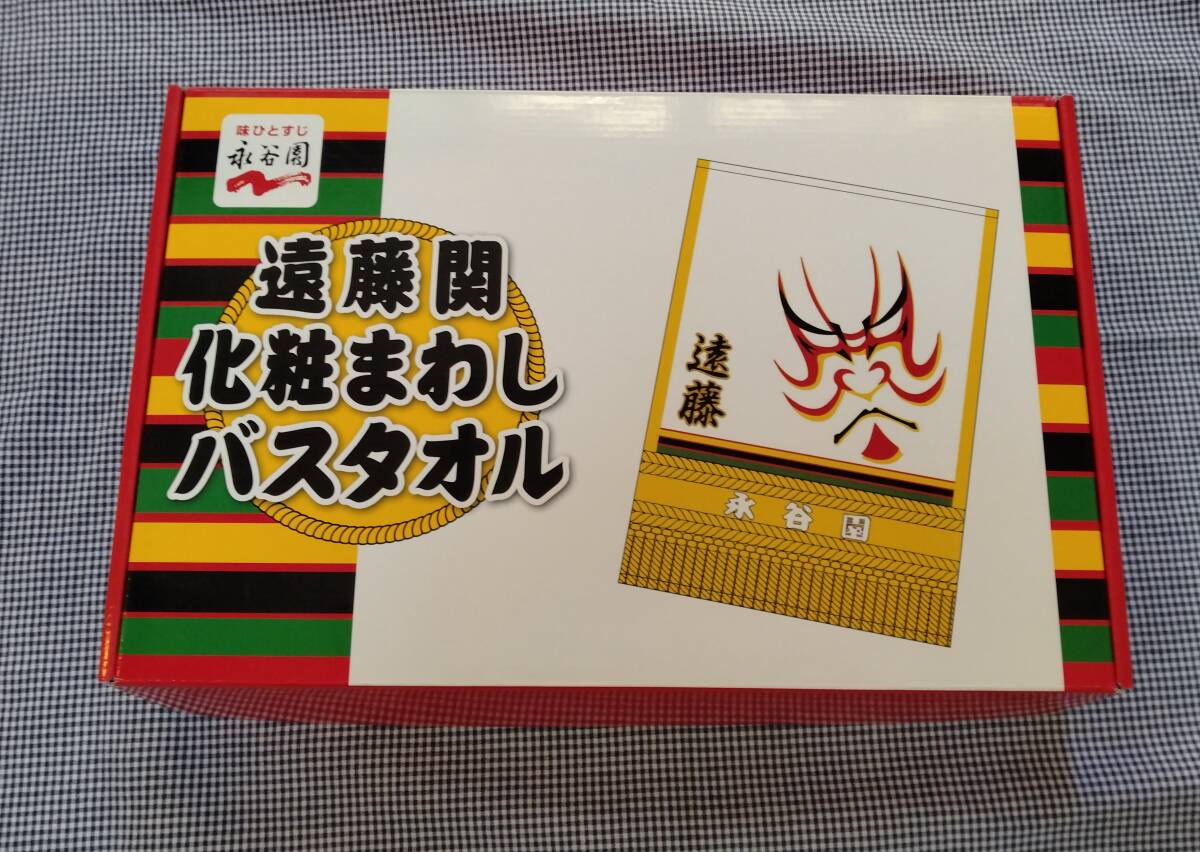 味ひとすじ
永谷園
遠藤関
化粧まわし
バスタオル
遠藤
永谷園